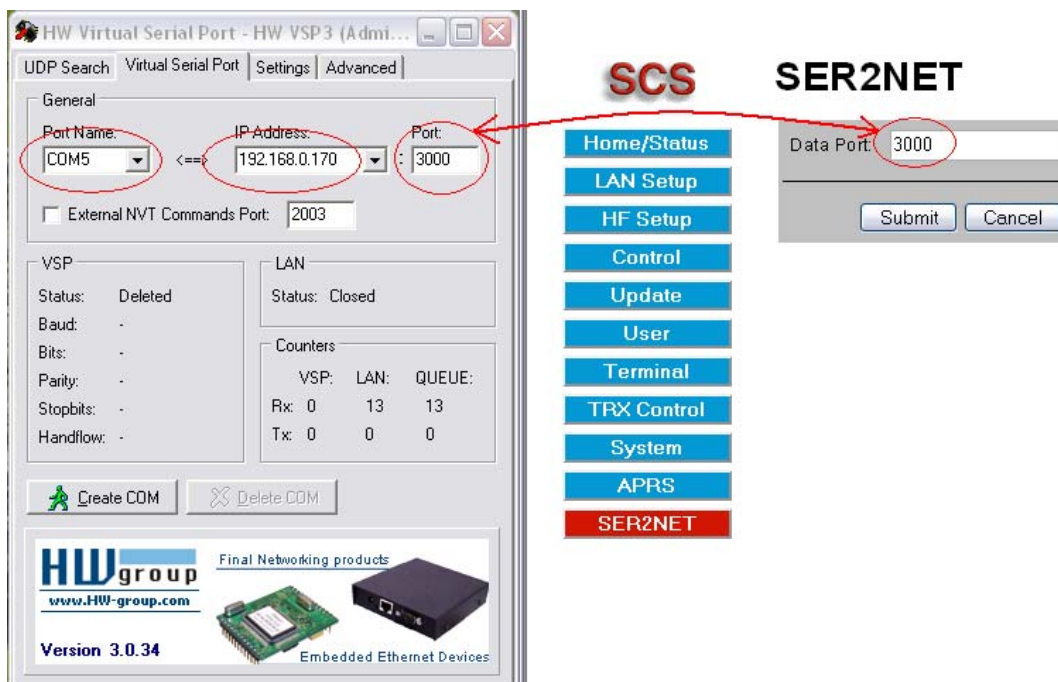 HW Virtual Serial Port - HW VSP3 (Admi...
UDP Search Virtual Serial Port Settings Advanced
General
Port Name: IP Address: Port:
COM5 <==> 192.168.0.170 : 3000
External NVT Commands Port: 2003
VSP
Status: Deleted
Baud: -
Bits: -
Parity: -
Stopbits: -
Handflow: -
LAN
Status: Closed
Counters
VSP: LAN: QUEUE:
Rx: 0 13 13
Tx: 0 0 0
Create COM Delete COM
HW group
www.HW-group.com
Version 3.0.34
Final Networking products
Embedded Ethernet Devices
SCS
Home/Status
LAN Setup
HF Setup
Control
Update
User
Terminal
TRX Control
System
APRS
SER2NET
SER2NET
Data Port: 3000
Submit Cancel